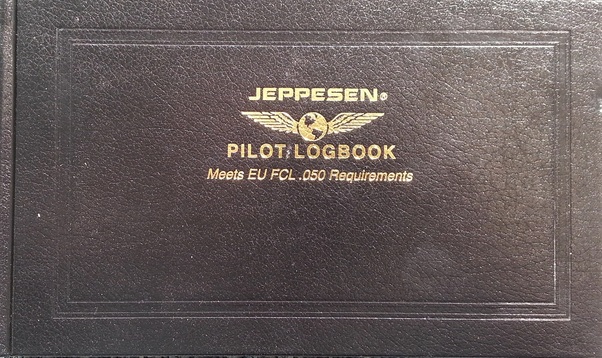 JEPPESEN®
PILOT LOGBOOK
Meets EU FCL .050 Requirements